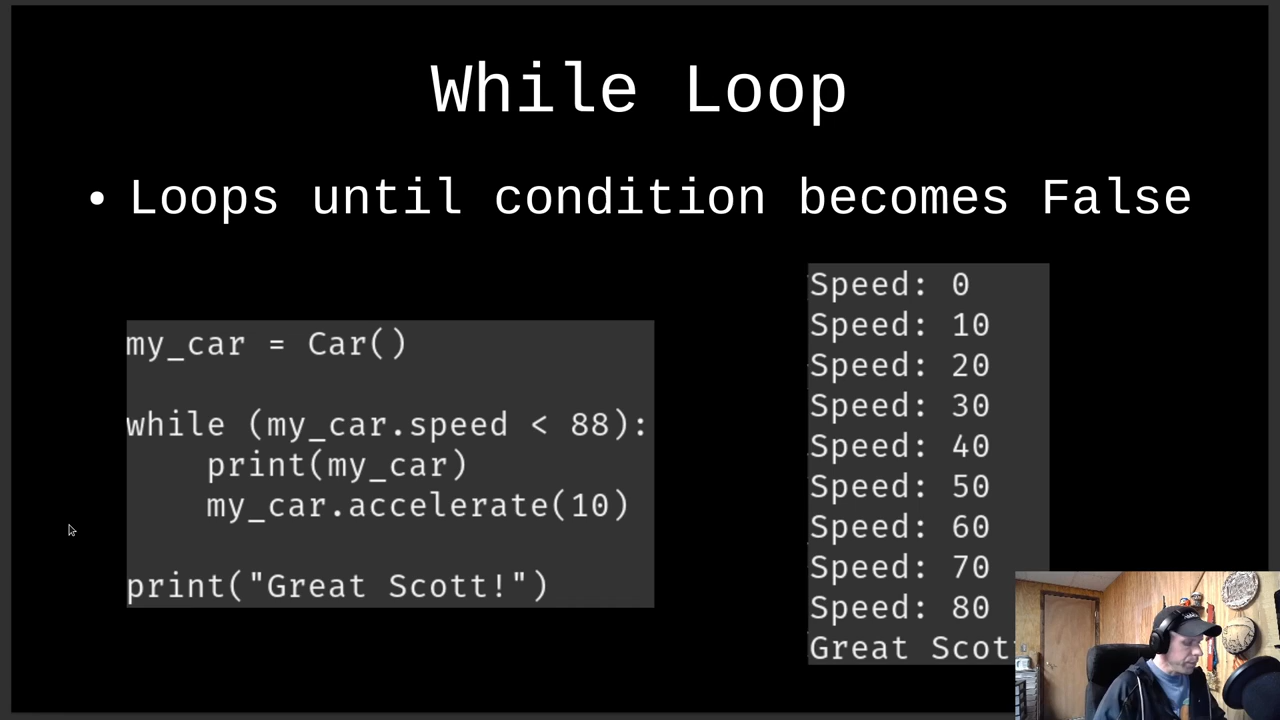 While Loop
• Loops until condition becomes False
my_car = Car()
while (my_car.speed < 88):
    print(my_car)
    my_car.accelerate(10)
print("Great Scott!")
Speed: 0
Speed: 10
Speed: 20
Speed: 30
Speed: 40
Speed: 50
Speed: 60
Speed: 70
Speed: 80
Great Scot